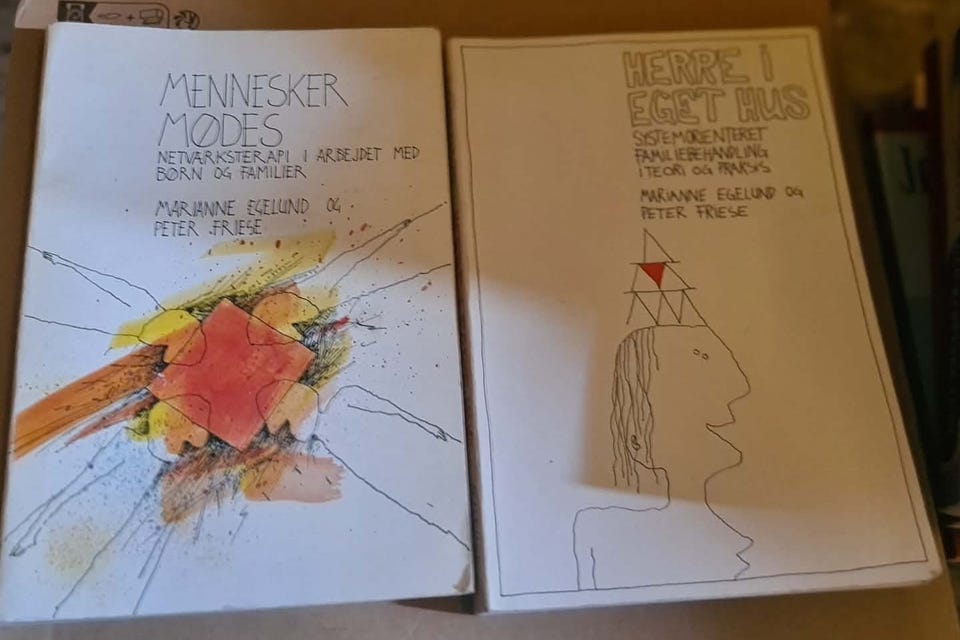 MENNESKER
MØDES
NETVÆRKSTERAPI I ARBEJDET MED
BØRN OG FAMILIER
MARIANNE EGELUND OG
PETER FRIESE
HERRE I
EGET HUS
SYSTEMORIENTERET
FAMILIEBEHANDLING
I TEORI OG PRAKSIS
MARIANNE EGELUND OG
PETER FRIESE